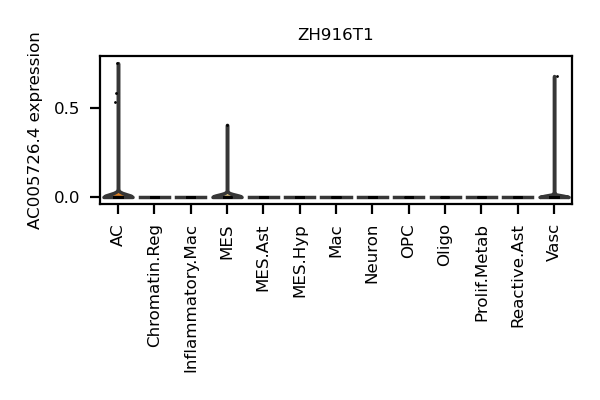 ZH916T1
AC005726.4 expression
0.5
0.0
AC
Chromatin.Reg
Inflammatory.Mac
MES
MES.Ast
MES.Hyp
Mac
Neuron
OPC
Oligo
Prolif.Metab
Reactive.Ast
Vasc